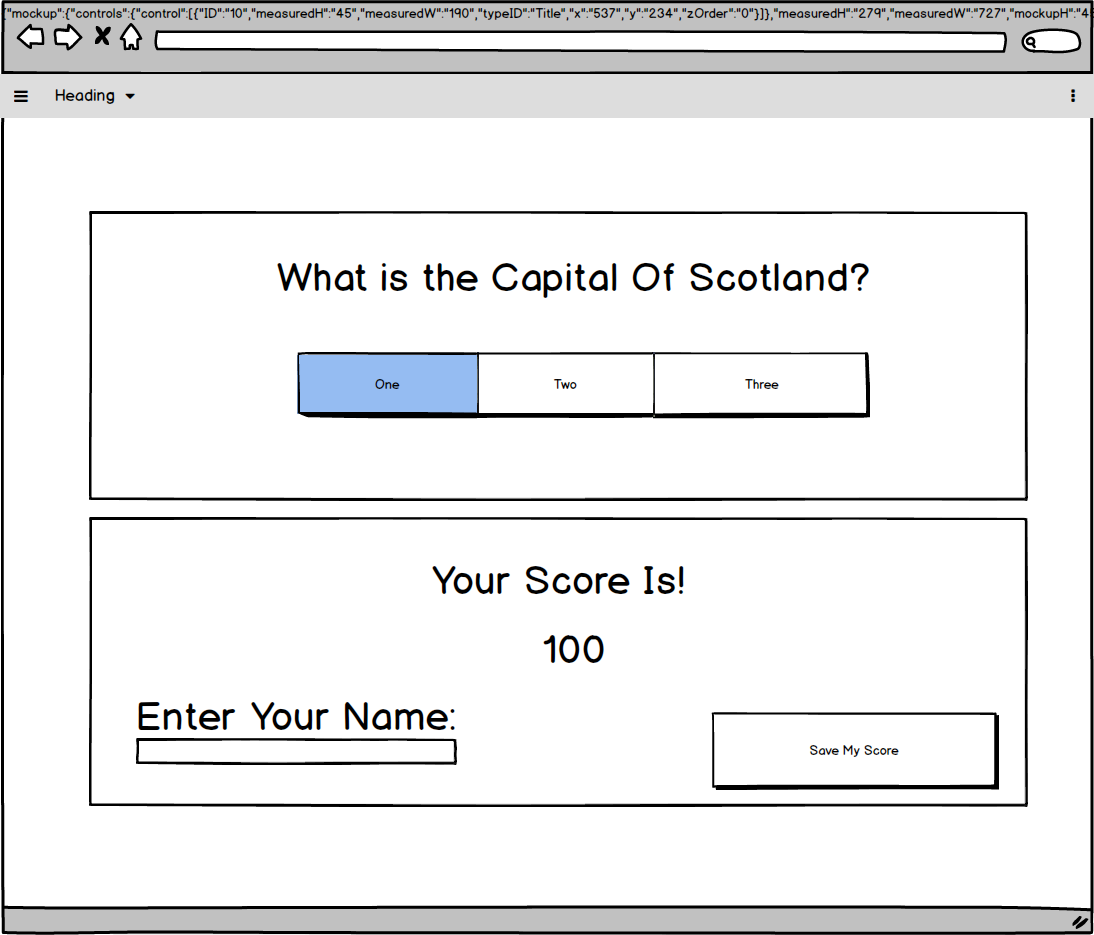 {"mockup":{"controls":{"control":[{"ID":"10","measuredH":"45","measuredW":"190","typeID":"Title","x":"537","y":"234","zOrder":"0"}]},"measuredH":"279","measuredW":"727","mockupH":"4
Heading
What is the Capital Of Scotland?
One Two Three
Your Score Is!
100
Enter Your Name:
Save My Score